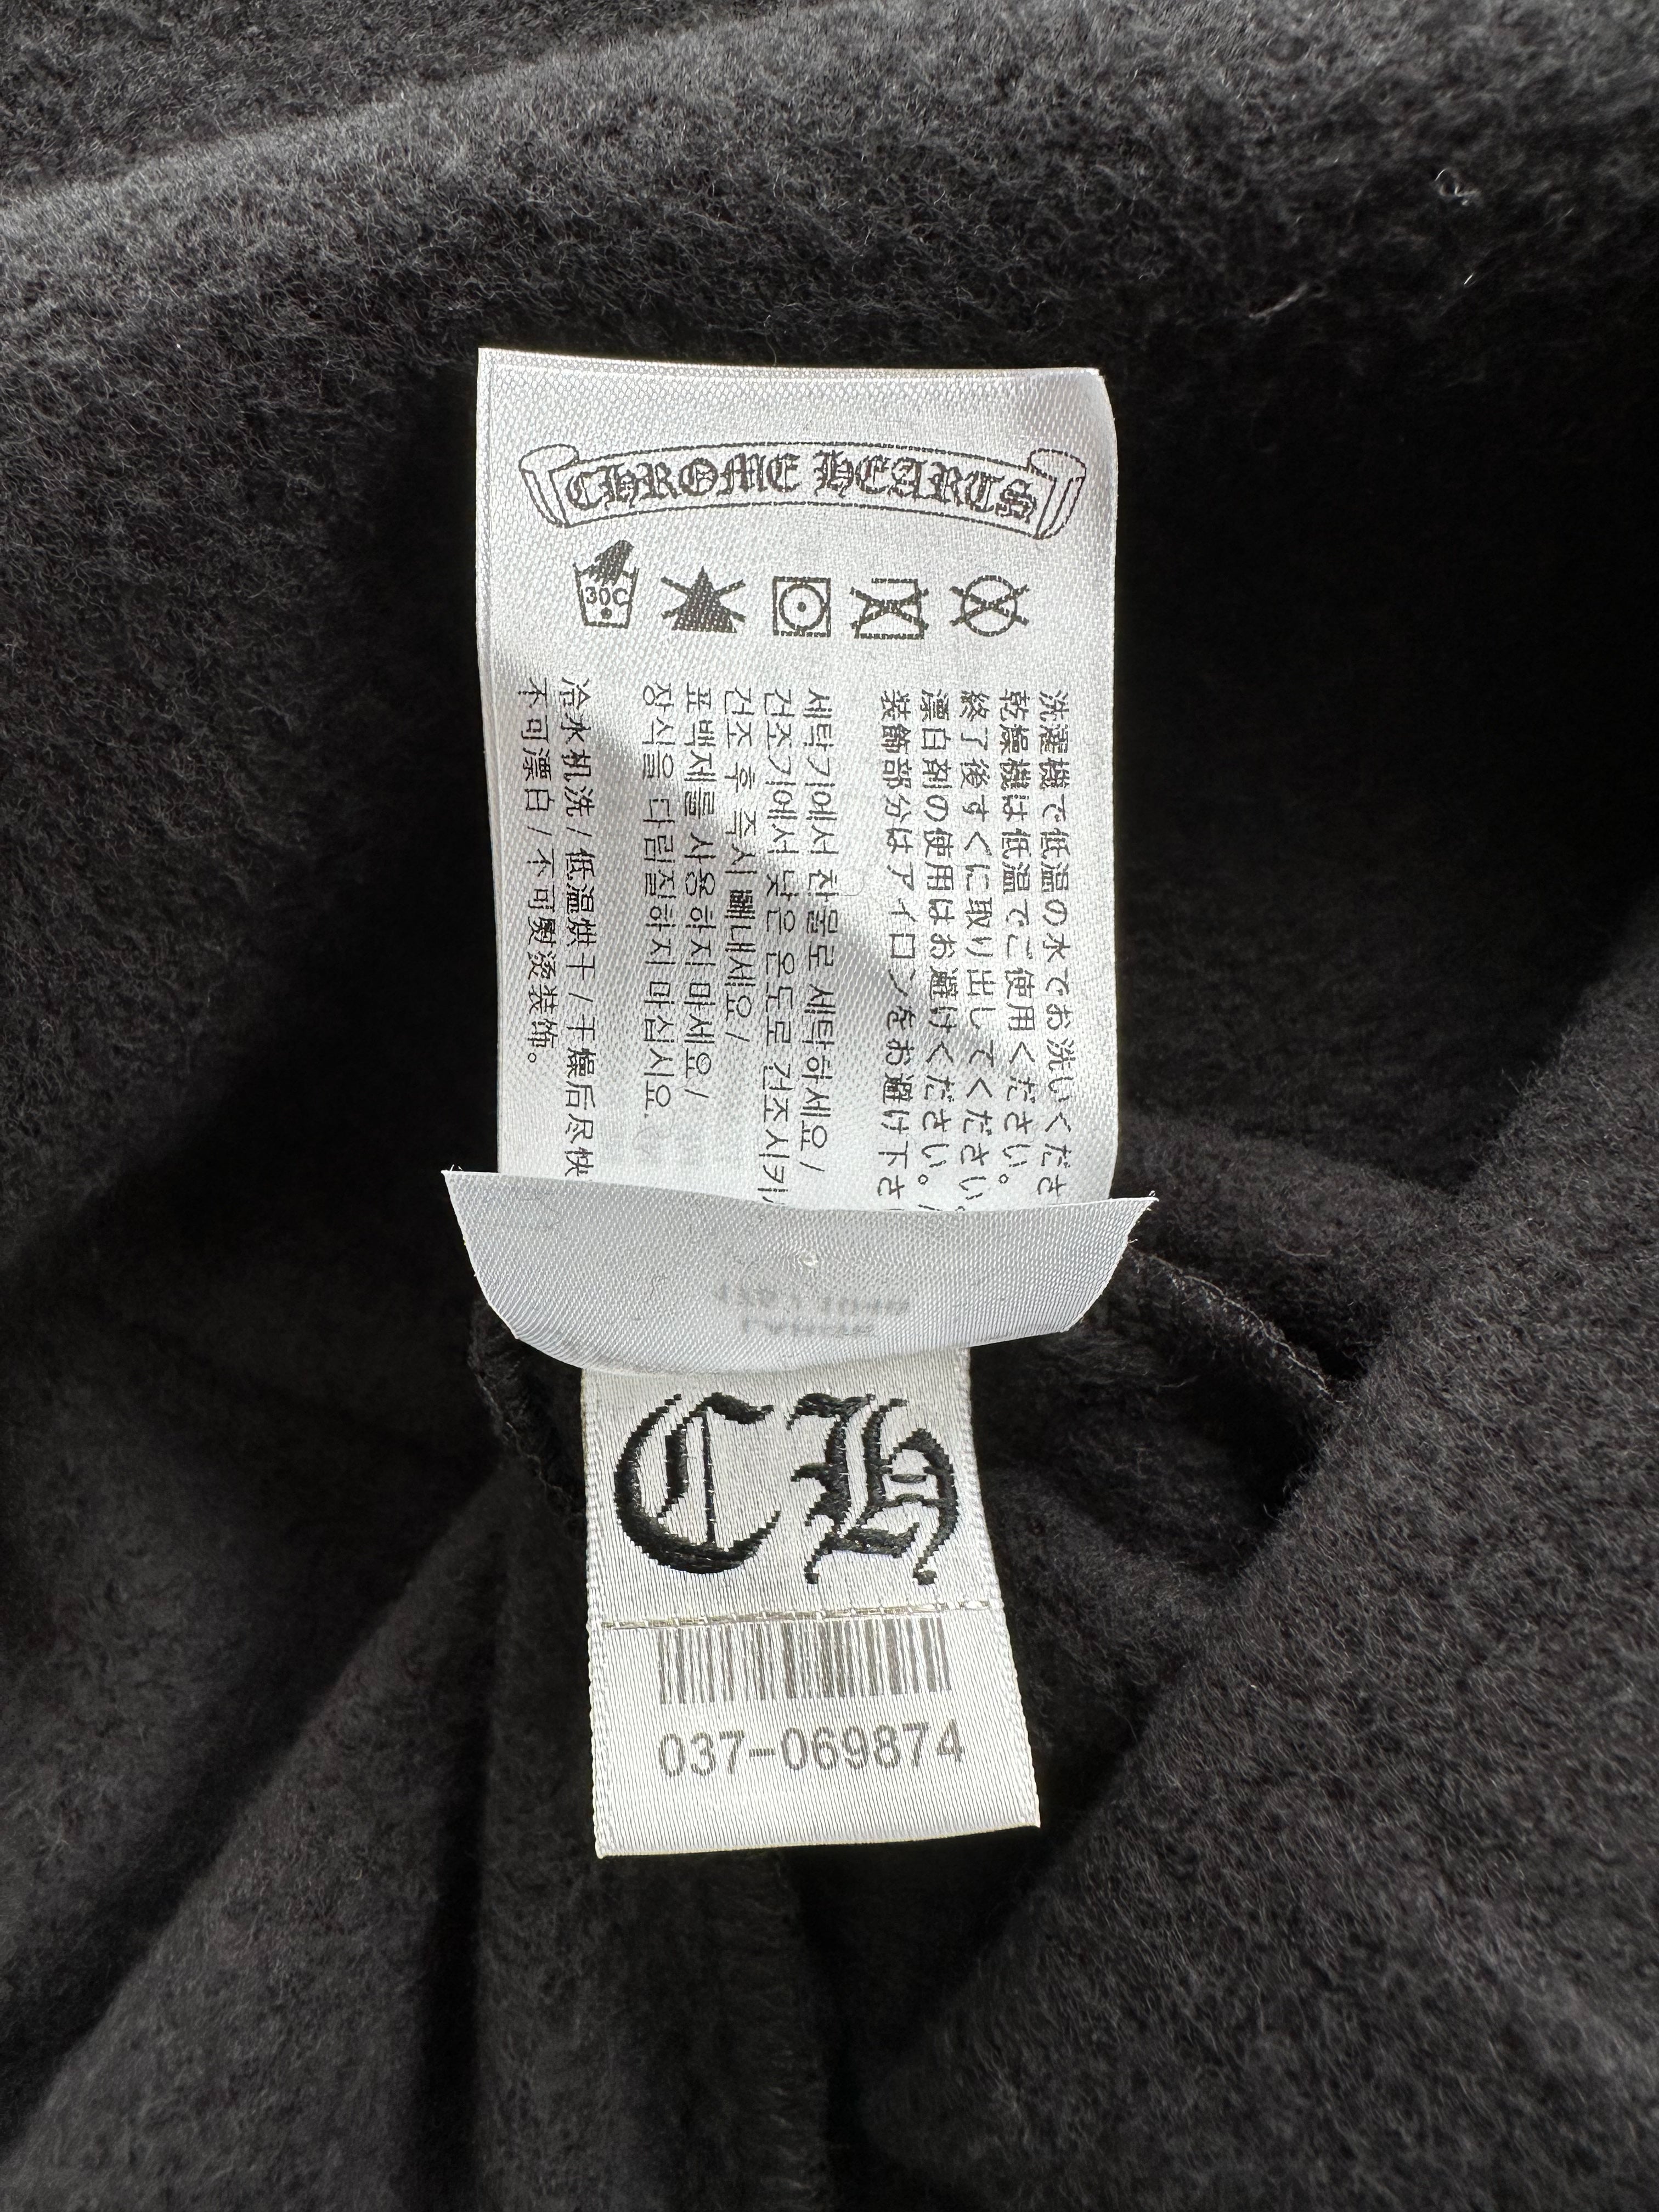 CHROME HEARTS
30C
洗濯機で低温の水でお洗いくださ
乾燥機は低温でご使用ください。
終了後すぐに取り出してください
漂白剤の使用はお避けください。/
装飾部分はアイロンをお避け下さ
세탁기에서 찬물로 세탁하세요/
건조기에서 낮은 온도로 건조시키
건조 후 즉시 빼내세요/
표백제를 사용하지 마세요/
장식을 다림질하지 마십시요.
冷水机洗/低温烘干/干燥后尽快
不可漂白/不可熨烫装饰。
CH
037-069874